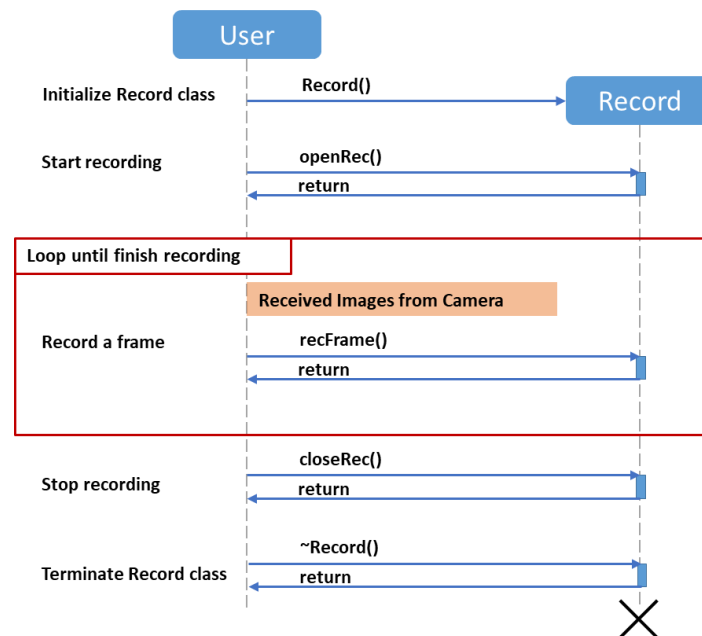 User
Initialize Record class
Record()
Record
Start recording
openRec()
return
Loop until finish recording
Received Images from Camera
Record a frame
recFrame()
return
closeRec()
Stop recording
return
~Record()
Terminate Record class
return